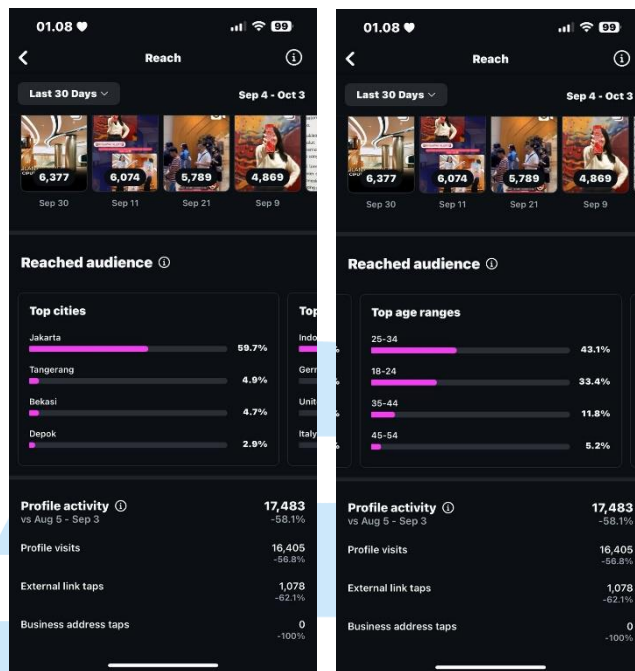 01.08
99
Reach
Last 30 Days
Sep 4 - Oct 3
6,377
6,074
5,789
4,869
Sep 30
Sep 11
Sep 21
Sep 9
Reached audience
Top cities
Top
Jakarta
59.7%
Indo
Tangerang
4.9%
Gern
Bekasi
4.7%
Unit
Depok
2.9%
Italy
Profile activity
17,483
vs Aug 5 - Sep 3
-58.1%
Profile visits
16,405
-56.8%
External link taps
1,078
-62.1%
Business address taps
0
-100%
01.08
99
Reach
Last 30 Days
Sep 4 - Oct 3
6,377
6,074
5,789
4,869
Sep 30
Sep 11
Sep 21
Sep 9
Reached audience
Top age ranges
25-34
43.1%
18-24
33.4%
35-44
11.8%
45-54
5.2%
Profile activity
17,483
vs Aug 5 - Sep 3
-58.1%
Profile visits
16,405
-56.8%
External link taps
1,078
-62.1%
Business address taps
0
-100%